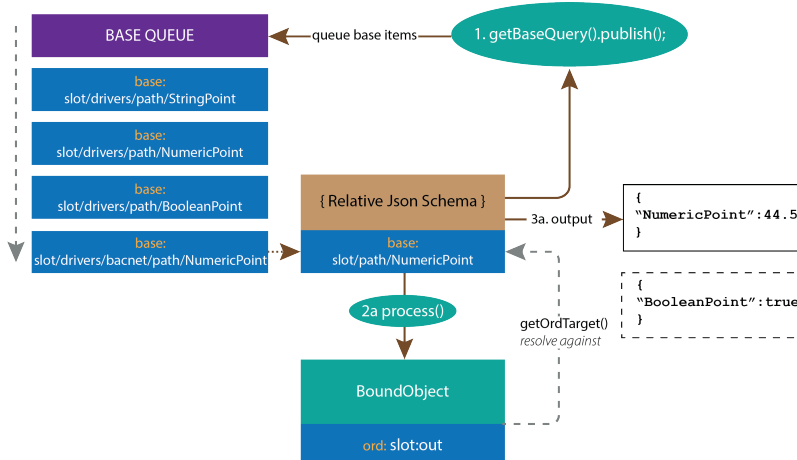 BASE QUEUE
queue base items
1. getBaseQuery().publish();
base:
slot/drivers/path/StringPoint
base:
slot/drivers/path/NumericPoint
base:
slot/drivers/path/BooleanPoint
base:
slot/drivers/bacnet/path/NumericPoint
{ Relative Json Schema }
base:
slot/path/NumericPoint
3a. output
{
“NumericPoint”:44.5
}
{
“BooleanPoint”:true
}
2a process()
getOrdTarget()
resolve against
BoundObject
ord: slot:out